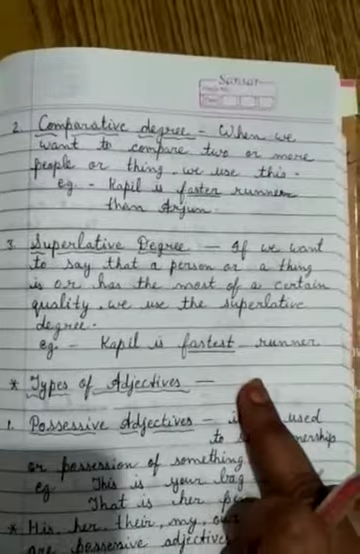 Sansar
2. Comparative degree - When we
want to compare two or more
people or thing. we use this.
eg. - Kapil is faster runner
than Arjun.
3. Superlative Degree - If we want
to say that a person or a thing
is or has the most of a certain
quality. we use the superlative
degree.
eg. - Kapil is fastest runner
* Types of Adjectives -
1. Possessive Adjectives - used
to
or possession of something
eg. This is your bag
That is her
* His, her, their, my, our
are possessive adjectives